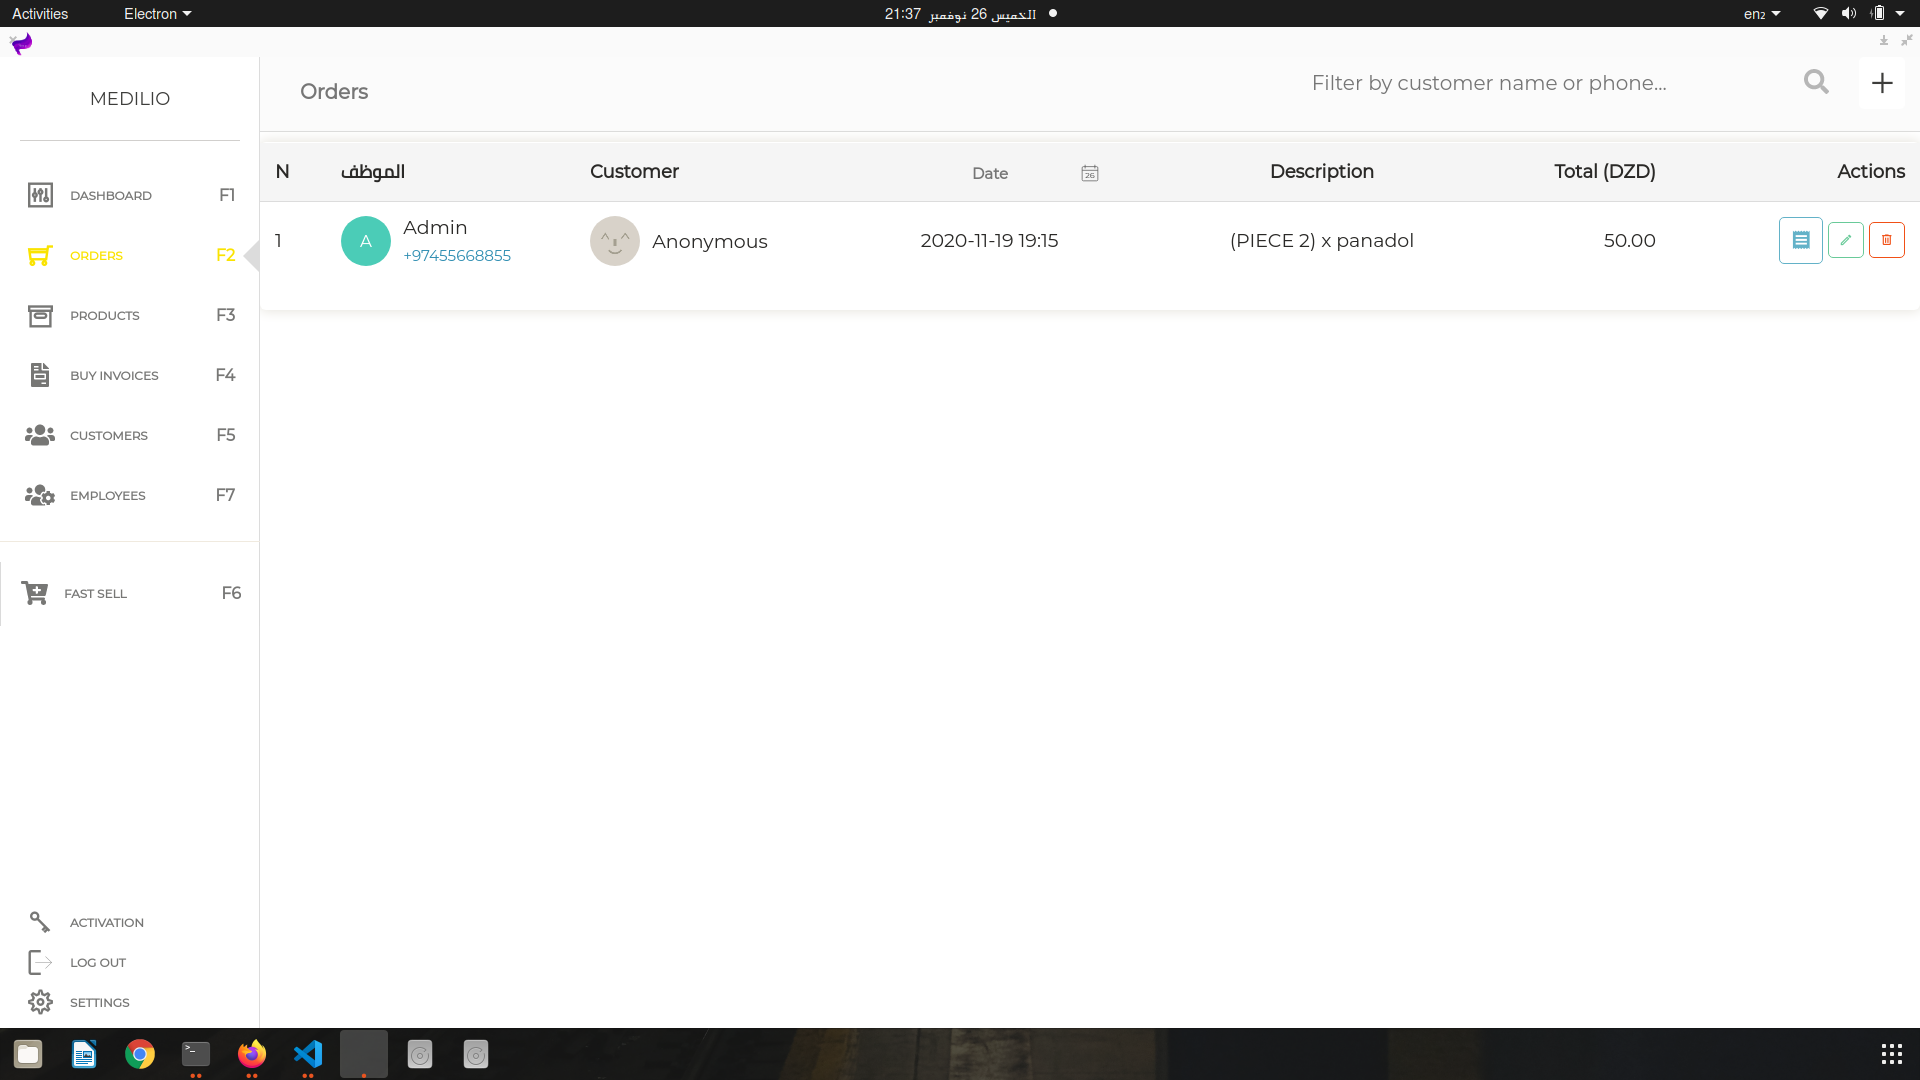 Activities
Electron
الخميس 26 نوفمبر 21:37
en₂
MEDILIO
Orders
Filter by customer name or phone...
N
الموظف
Customer
Date
26
Description
Total (DZD)
Actions
1
A
Admin
+97455668855
Anonymous
2020-11-19 19:15
(PIECE 2) x panadol
50.00
DASHBOARD F1
ORDERS F2
PRODUCTS F3
BUY INVOICES F4
CUSTOMERS F5
EMPLOYEES F7
FAST SELL F6
ACTIVATION
LOG OUT
SETTINGS
>_